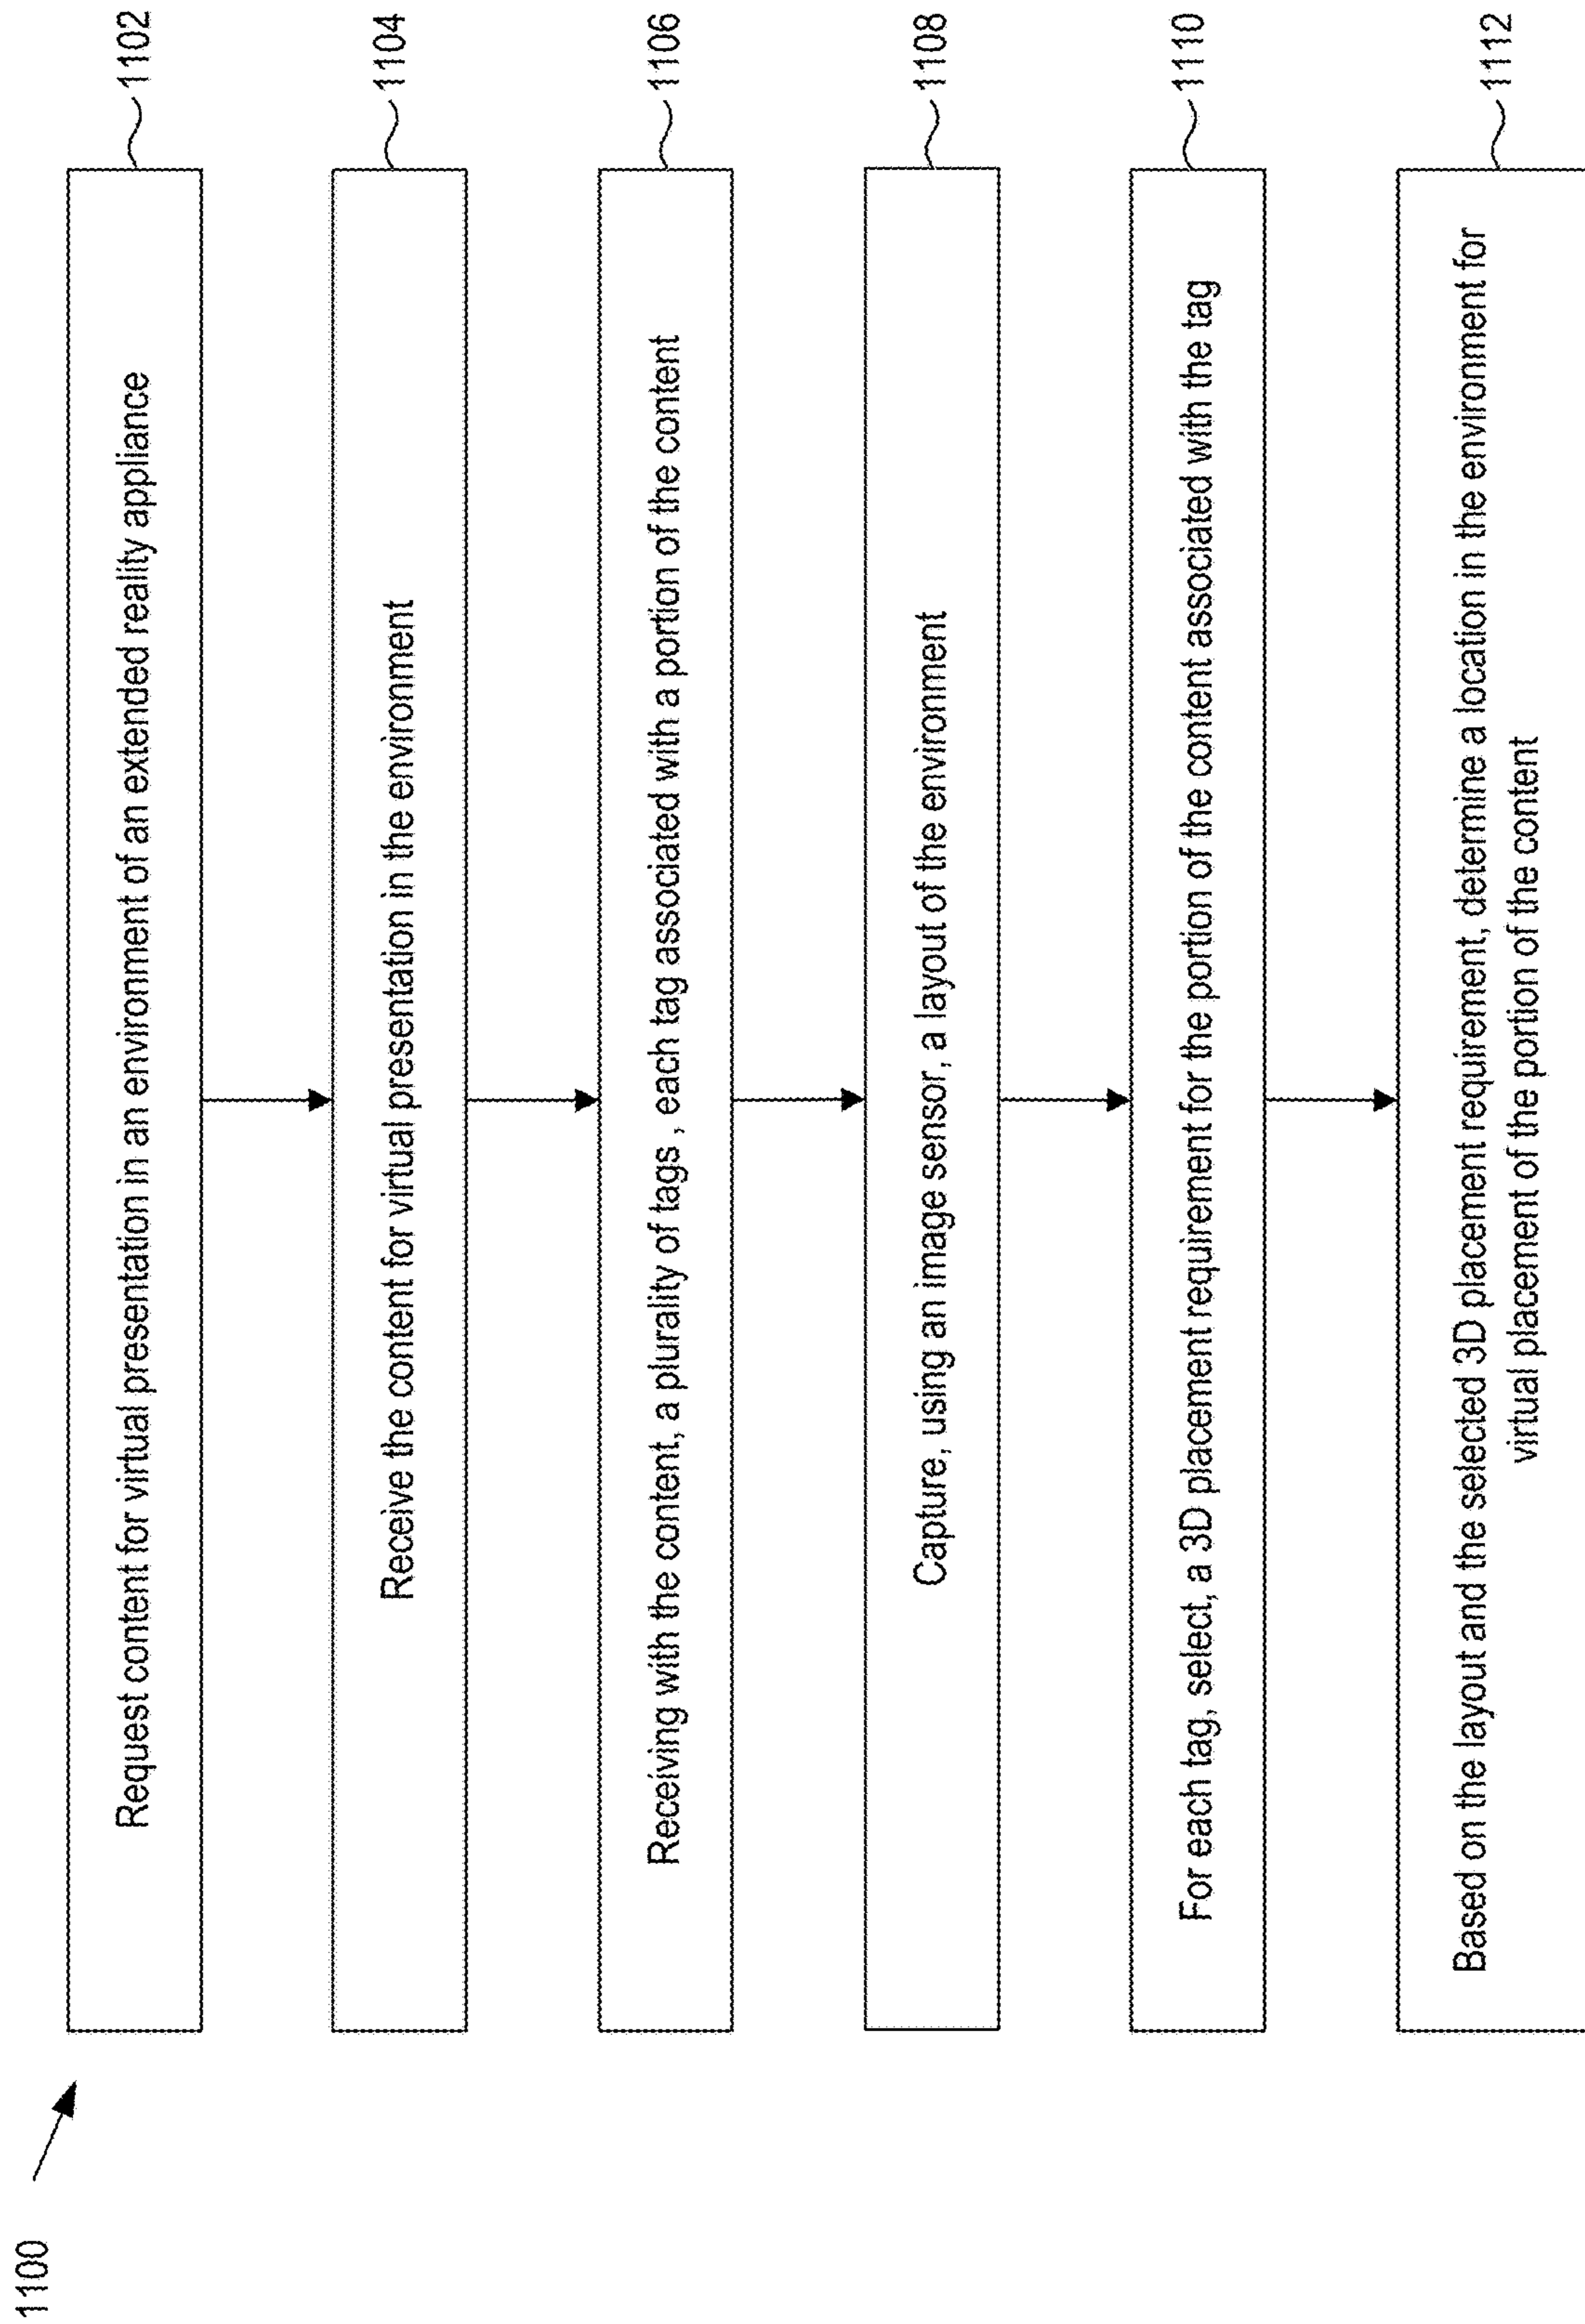 1100
Request content for virtual presentation in an environment of an extended reality appliance
1102
Receive the content for virtual presentation in the environment
1104
Receiving with the content, a plurality of tags , each tag associated with a portion of the content
1106
Capture, using an image sensor, a layout of the environment
1108
For each tag, select, a 3D placement requirement for the portion of the content associated with the tag
1110
Based on the layout and the selected 3D placement requirement, determine a location in the environment for
virtual placement of the portion of the content
1112